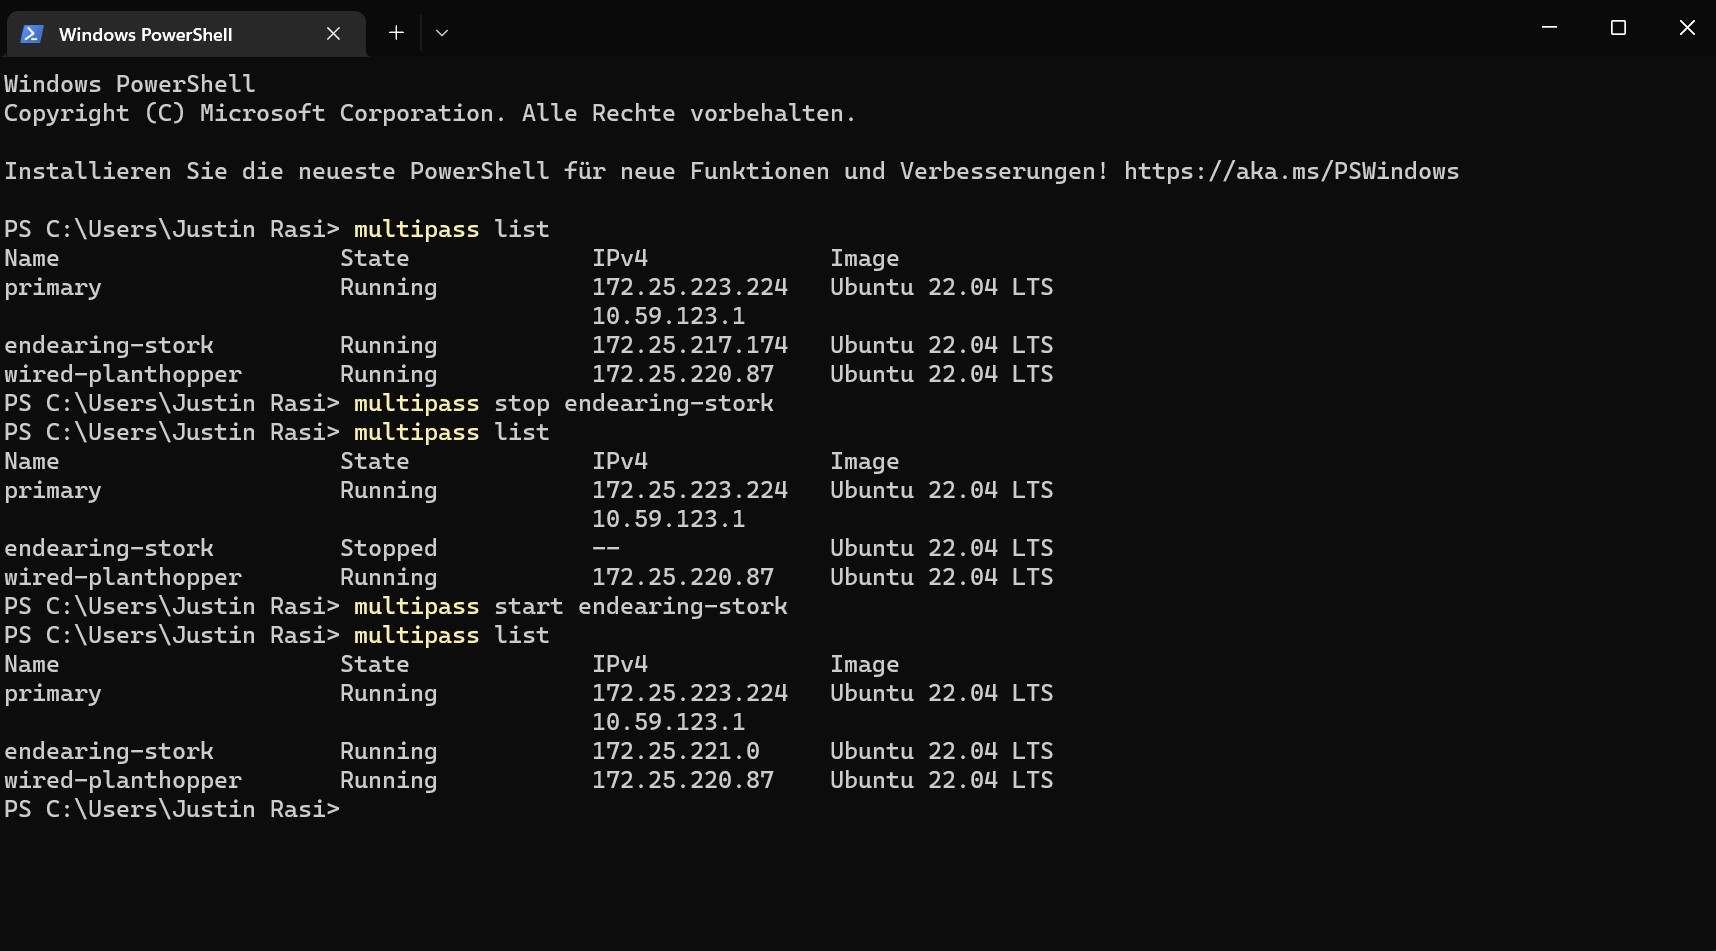 Windows PowerShell
Windows PowerShell
Copyright (C) Microsoft Corporation. Alle Rechte vorbehalten.
Installieren Sie die neueste PowerShell für neue Funktionen und Verbesserungen! https://aka.ms/PSWindows
PS C:\Users\Justin Rasi> multipass list
Name                    State             IPv4             Image
primary                 Running           172.25.223.224   Ubuntu 22.04 LTS
                                          10.59.123.1
endearing-stork         Running           172.25.217.174   Ubuntu 22.04 LTS
wired-planthopper       Running           172.25.220.87    Ubuntu 22.04 LTS
PS C:\Users\Justin Rasi> multipass stop endearing-stork
PS C:\Users\Justin Rasi> multipass list
Name                    State             IPv4             Image
primary                 Running           172.25.223.224   Ubuntu 22.04 LTS
                                          10.59.123.1
endearing-stork         Stopped           --               Ubuntu 22.04 LTS
wired-planthopper       Running           172.25.220.87    Ubuntu 22.04 LTS
PS C:\Users\Justin Rasi> multipass start endearing-stork
PS C:\Users\Justin Rasi> multipass list
Name                    State             IPv4             Image
primary                 Running           172.25.223.224   Ubuntu 22.04 LTS
                                          10.59.123.1
endearing-stork         Running           172.25.221.0     Ubuntu 22.04 LTS
wired-planthopper       Running           172.25.220.87    Ubuntu 22.04 LTS
PS C:\Users\Justin Rasi>